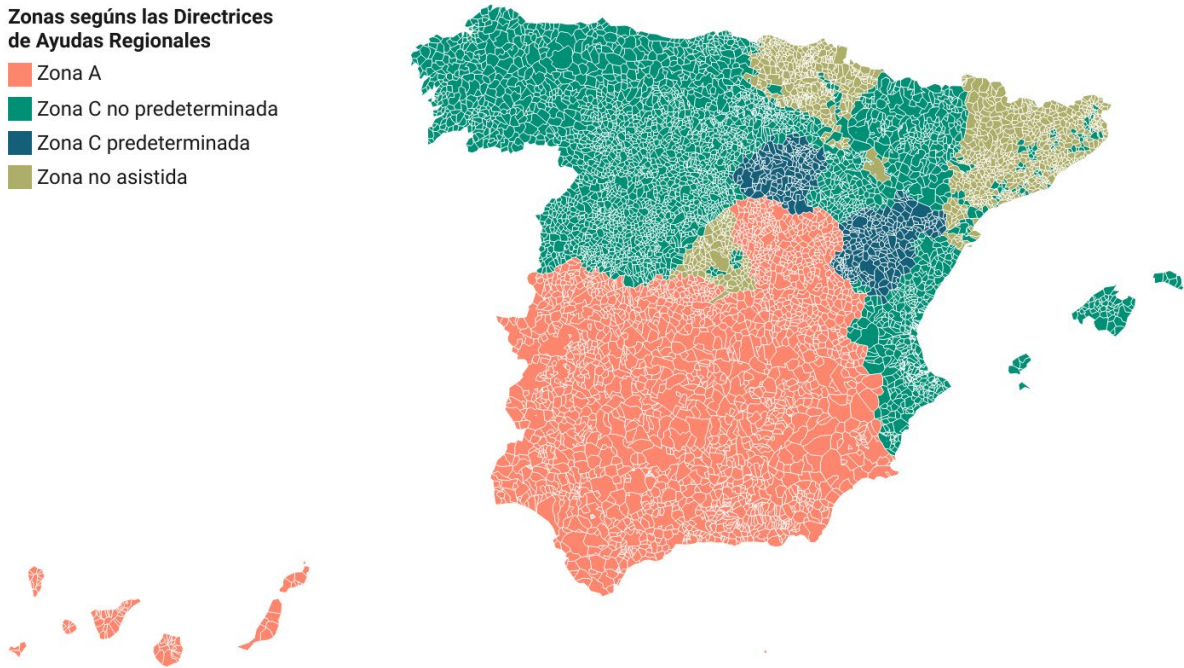 Zonas segúns las Directrices
de Ayudas Regionales
Zona A
Zona C no predeterminada
Zona C predeterminada
Zona no asistida